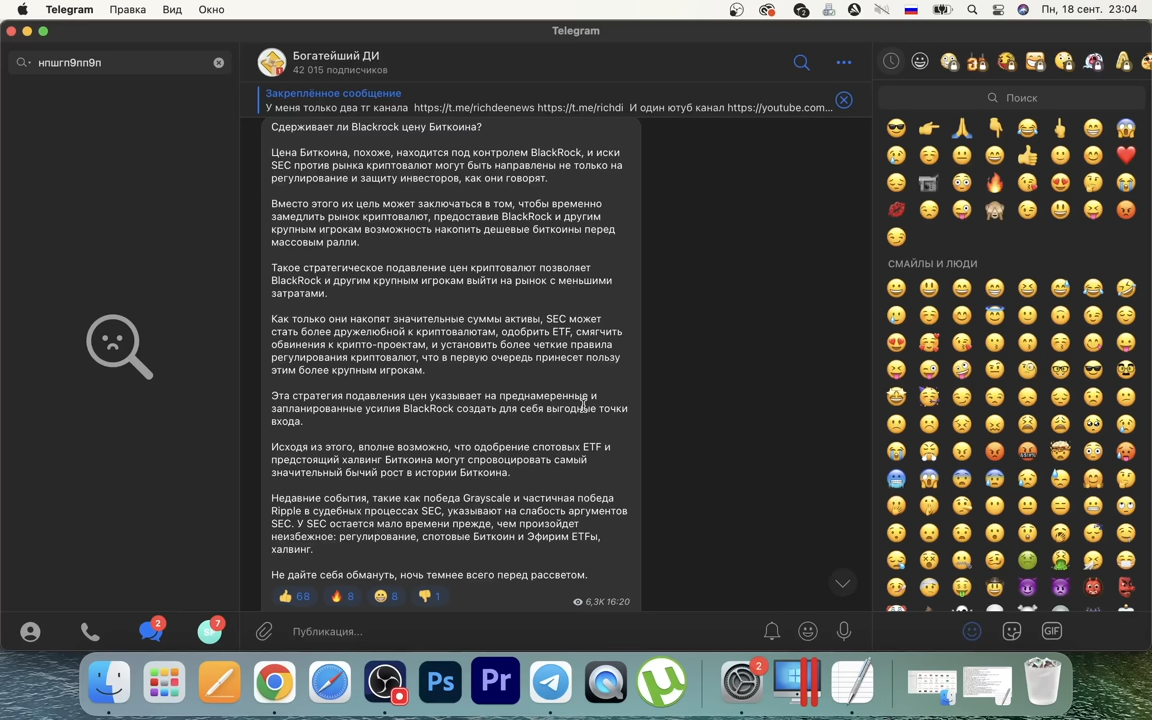 Telegram Правка Вид Окно Пн, 18 сент. 23:04
Telegram
нпшгп9пп9п
Богатейший ДИ
42 015 подписчиков
Закреплённое сообщение
У меня только два тг канала https://t.me/richdeenews https://t.me/richdi И один ютуб канал https://youtube.com...
Сдерживает ли Blackrock цену Биткоина?
Цена Биткоина, похоже, находится под контролем BlackRock, и иски
SEC против рынка криптовалют могут быть направлены не только на
регулирование и защиту инвесторов, как они говорят.
Вместо этого их цель может заключаться в том, чтобы временно
замедлить рынок криптовалют, предоставив BlackRock и другим
крупным игрокам возможность накопить дешевые биткоины перед
массовым ралли.
Такое стратегическое подавление цен криптовалют позволяет
BlackRock и другим крупным игрокам выйти на рынок с меньшими
затратами.
Как только они накопят значительные суммы активы, SEC может
стать более дружелюбной к криптовалютам, одобрить ETF, смягчить
обвинения к крипто-проектам, и установить более четкие правила
регулирования криптовалют, что в первую очередь принесет пользу
этим более крупным игрокам.
Эта стратегия подавления цен указывает на преднамеренные и
запланированные усилия BlackRock создать для себя выгодные точки
входа.
Исходя из этого, вполне возможно, что одобрение спотовых ETF и
предстоящий халвинг Биткоина могут спровоцировать самый
значительный бычий рост в истории Биткоина.
Недавние события, такие как победа Grayscale и частичная победа
Ripple в судебных процессах SEC, указывают на слабость аргументов
SEC. У SEC остается мало времени прежде, чем произойдет
неизбежное: регулирование, спотовые Биткоин и Эфирим ETFы,
халвинг.
Не дайте себя обмануть, ночь темнее всего перед рассветом.
68 8 8 1
6,3K 16:20
Публикация...
Поиск
СМАЙЛЫ И ЛЮДИ
GIF
2
7
Ps
Pr
2